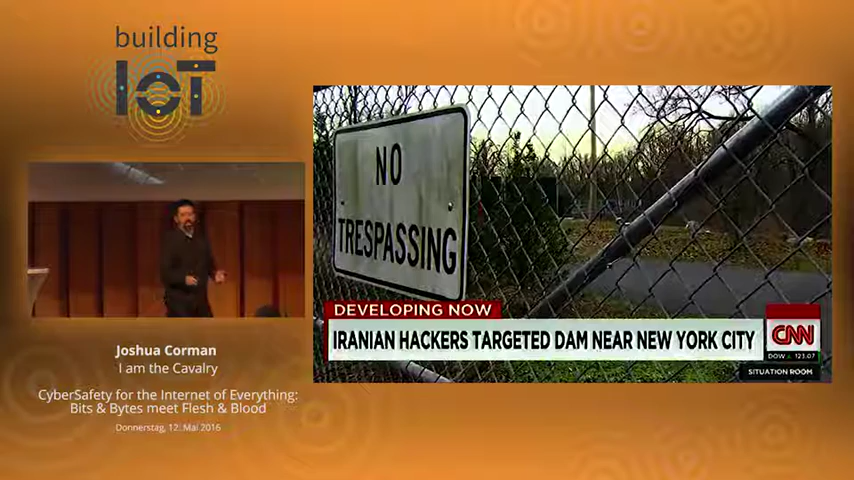 building
IoT
Joshua Corman
I am the Cavalry
CyberSafety for the Internet of Everything:
Bits & Bytes meet Flesh & Blood
Donnerstag, 12. Mai 2016
NO
TRESPASSING
DEVELOPING NOW
IRANIAN HACKERS TARGETED DAM NEAR NEW YORK CITY
CNN
DOW ▲ 123.07
SITUATION ROOM